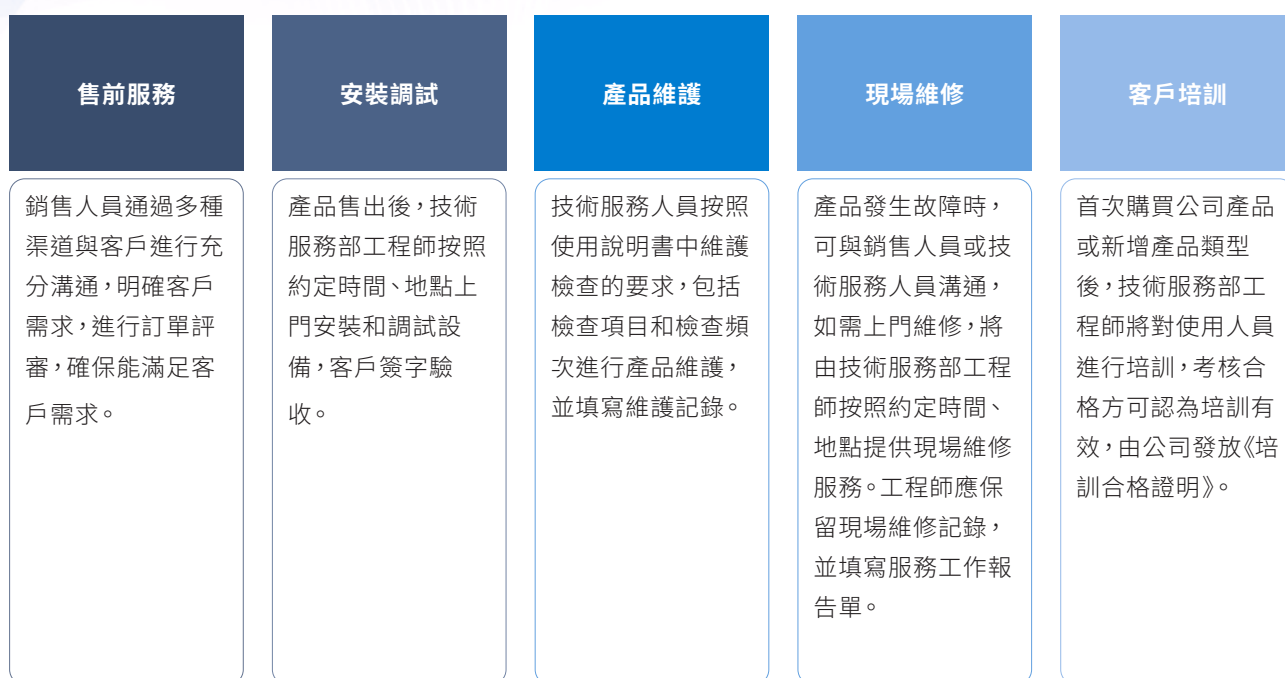 售前服務
銷售人員通過多種
渠道與客戶進行充
分溝通，明確客戶
需求，進行訂單評
審，確保能滿足客
戶需求。
安裝調試
產品售出後，技術
服務部工程師按照
約定時間、地點上
門安裝和調試設
備，客戶簽字驗
收。
產品維護
技術服務人員按照
使用說明書中維護
檢查的要求，包括
檢查項目和檢查頻
次進行產品維護，
並填寫維護記錄。
現場維修
產品發生故障時，
可與銷售人員或技
術服務人員溝通，
如需上門維修，將
由技術服務部工程
師按照約定時間、
地點提供現場維修
服務。工程師應保
留現場維修記錄，
並填寫服務工作報
告單。
客戶培訓
首次購買公司產品
或新增產品類型
後，技術服務部工
程師將對使用人員
進行培訓，考核合
格方可認為培訓有
效，由公司發放《培
訓合格證明》。